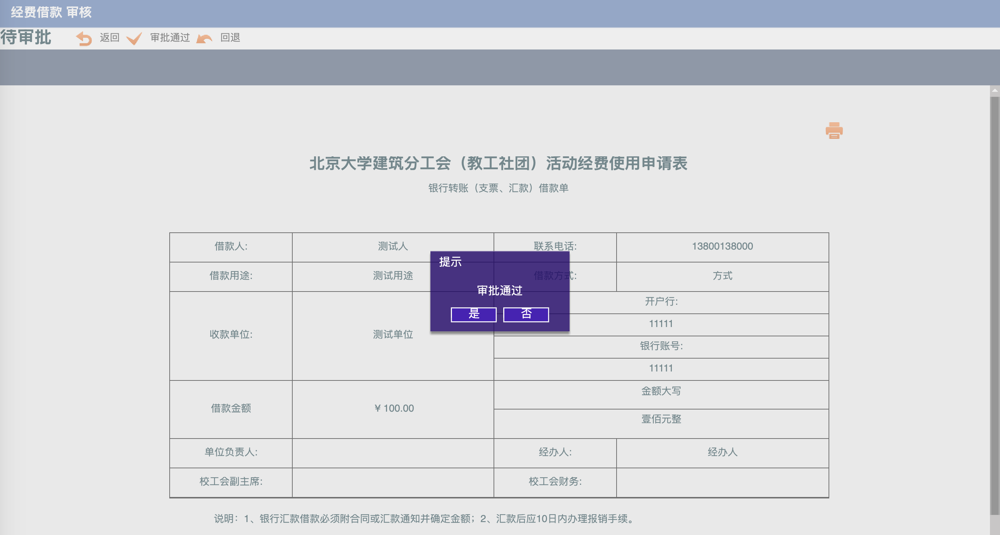 经费借款 审核
待审批 返回 审批通过 回退
北京大学建筑分工会（教工社团）活动经费使用申请表
银行转账（支票、汇款）借款单
借款人: 测试人 联系电话: 13800138000
提示
借款用途: 测试用途 借款方式: 方式
审批通过
是 否
开户行:
11111
收款单位: 测试单位
银行账号:
11111
金额大写
借款金额 ¥ 100.00
壹佰元整
单位负责人: 经办人: 经办人
校工会副主席: 校工会财务:
说明：1、银行汇款借款必须附合同或汇款通知并确定金额；2、汇款后应10日内办理报销手续。